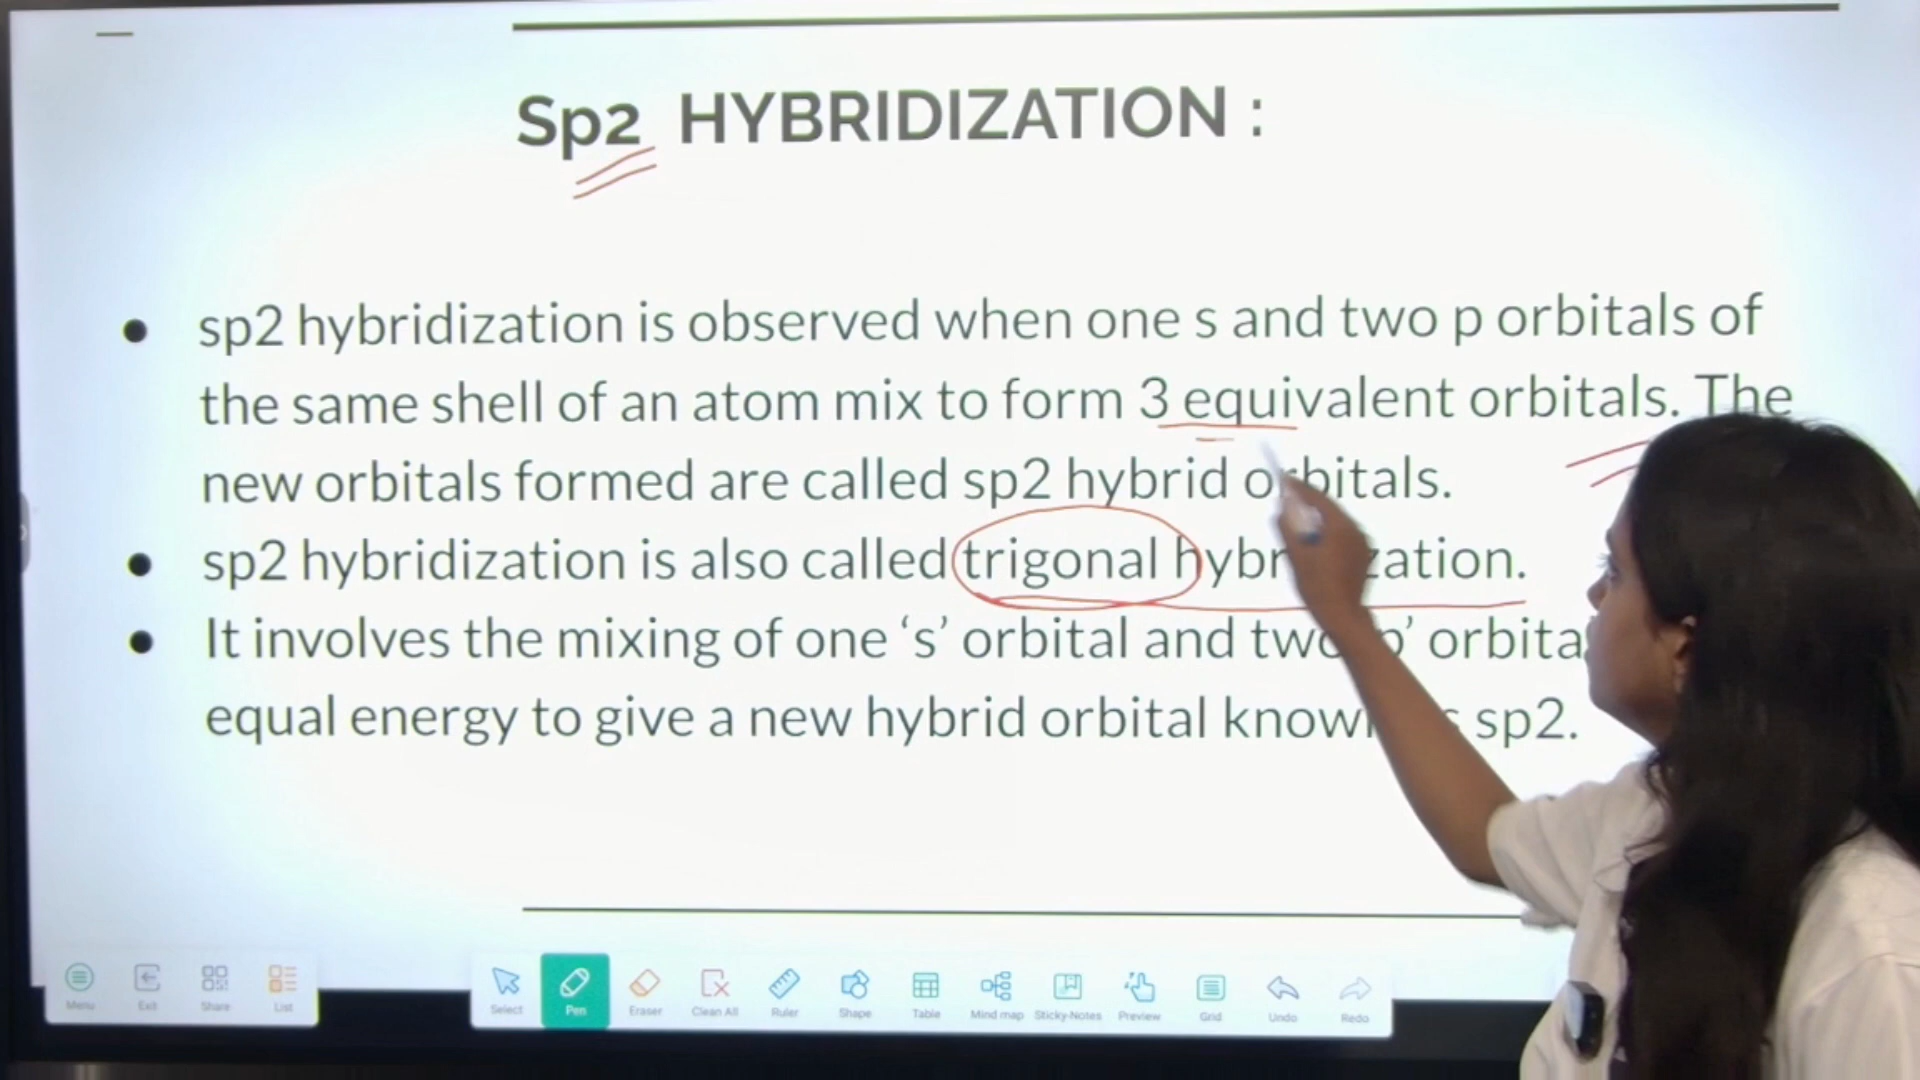 Sp2 HYBRIDIZATION :
● sp2 hybridization is observed when one s and two p orbitals of
the same shell of an atom mix to form 3 equivalent orbitals. The
new orbitals formed are called sp2 hybrid orbitals.
● sp2 hybridization is also called trigonal
● It involves the mixing of one ‘s’ orbital and
equal energy to give a new hybrid orbital sp2.
Menu Exit Share List Select Pen Eraser Clean All Ruler Shape Table Mind map Sticky-Notes Preview Grid Undo Redo